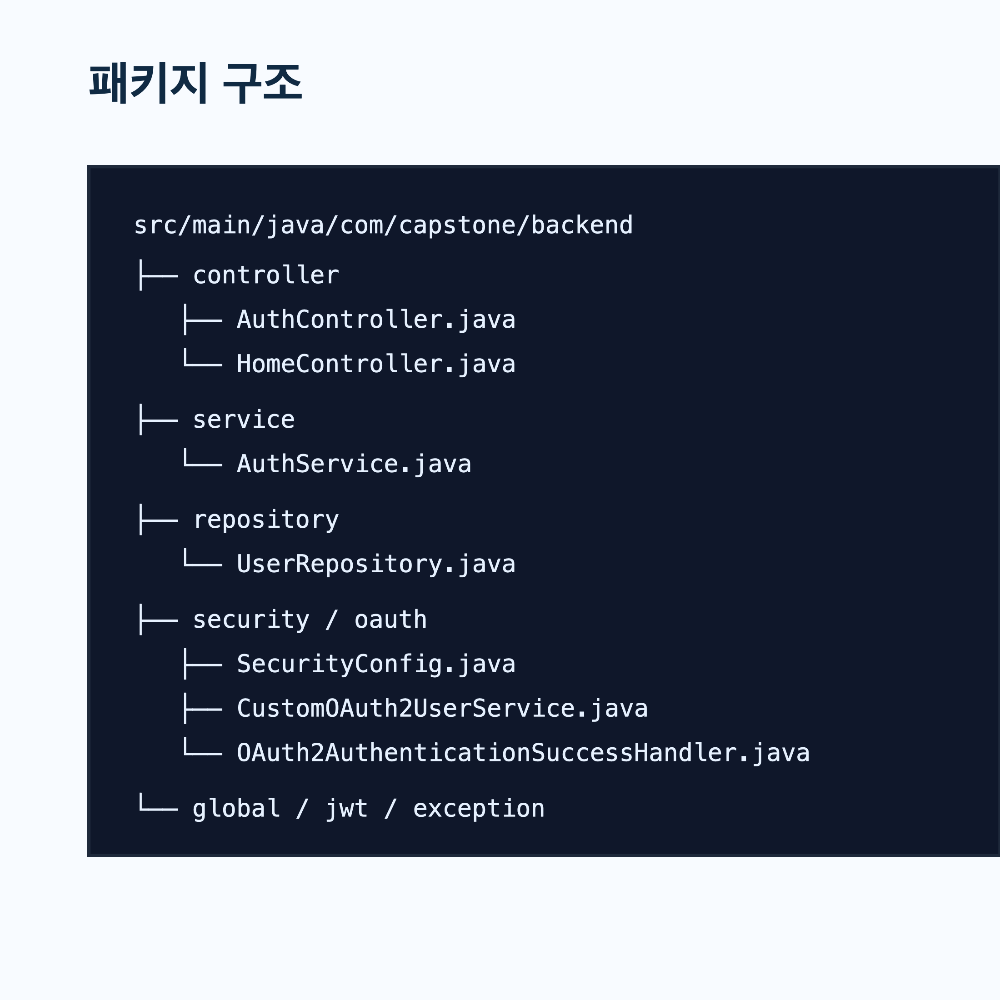 패키지 구조
src/main/java/com/capstone/backend
├── controller
   ├── AuthController.java
   └── HomeController.java
├── service
   └── AuthService.java
├── repository
   └── UserRepository.java
├── security / oauth
   ├── SecurityConfig.java
   ├── CustomOAuth2UserService.java
   └── OAuth2AuthenticationSuccessHandler.java
└── global / jwt / exception